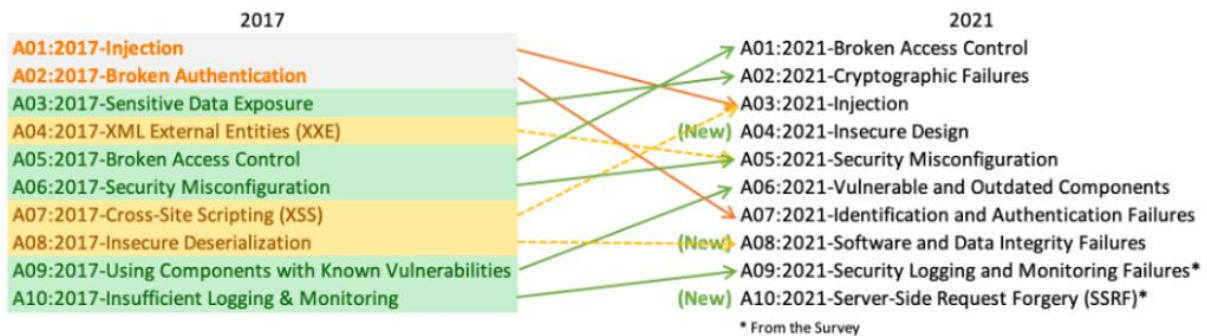 2017
A01:2017-Injection
A02:2017-Broken Authentication
A03:2017-Sensitive Data Exposure
A04:2017-XML External Entities (XXE)
A05:2017-Broken Access Control
A06:2017-Security Misconfiguration
A07:2017-Cross-Site Scripting (XSS)
A08:2017-Insecure Deserialization
A09:2017-Using Components with Known Vulnerabilities
A10:2017-Insufficient Logging & Monitoring
2021
A01:2021-Broken Access Control
A02:2021-Cryptographic Failures
A03:2021-Injection
(New) A04:2021-Insecure Design
A05:2021-Security Misconfiguration
A06:2021-Vulnerable and Outdated Components
A07:2021-Identification and Authentication Failures
(New) A08:2021-Software and Data Integrity Failures
A09:2021-Security Logging and Monitoring Failures*
(New) A10:2021-Server-Side Request Forgery (SSRF)*
* From the Survey